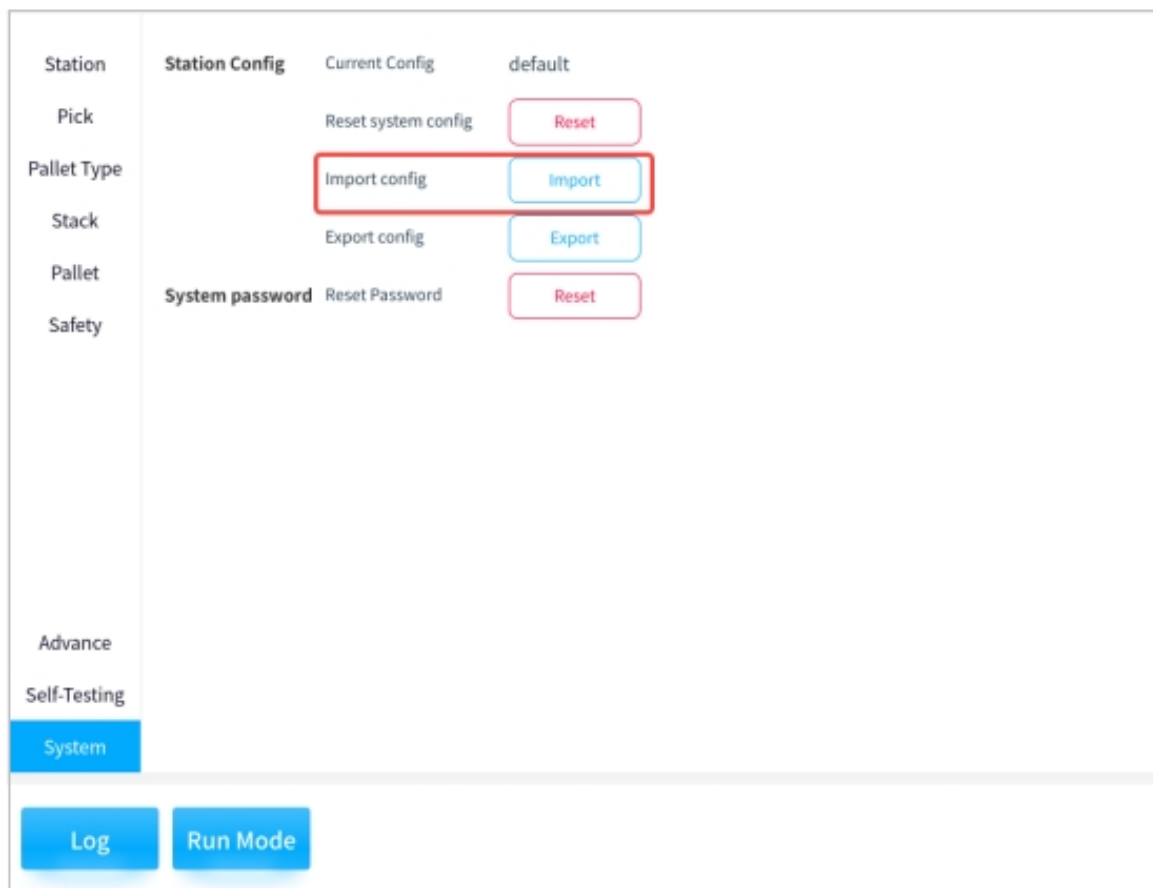 Station
Pick
Pallet Type
Stack
Pallet
Safety
Advance
Self-Testing
System
Station Config Current Config default
Reset system config Reset
Import config Import
Export config Export
System password Reset Password Reset
Log Run Mode